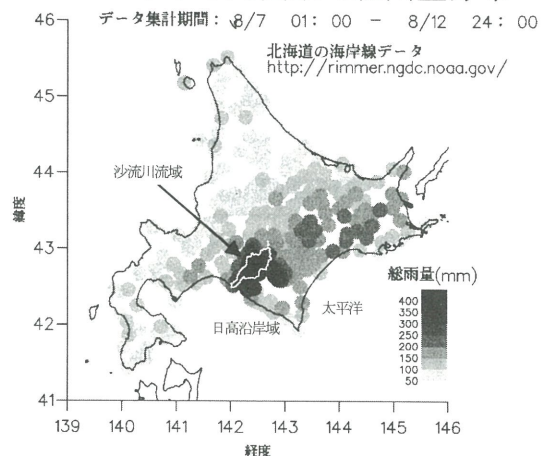 データ集計期間: 8/7 01:00 - 8/12 24:00
北海道の海岸線データ
http://rimmer.ngdc.noaa.gov/
沙流川流域
日高沿岸域
太平洋
総雨量(mm)
400
350
300
250
200
150
100
50
緯度
46
45
44
43
42
41
139 140 141 142 143 144 145 146
経度